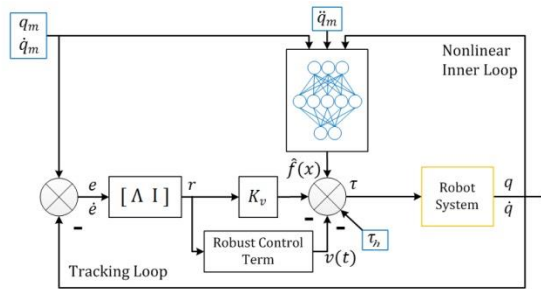 q_m
q̇_m
q̈_m
Nonlinear
Inner Loop
f̂(x)
e
ė
[ Λ I ]
r
K_v
τ
Robot
System
q
q̇
-
-
-
Robust Control
Term
v(t)
τ_h
Tracking Loop